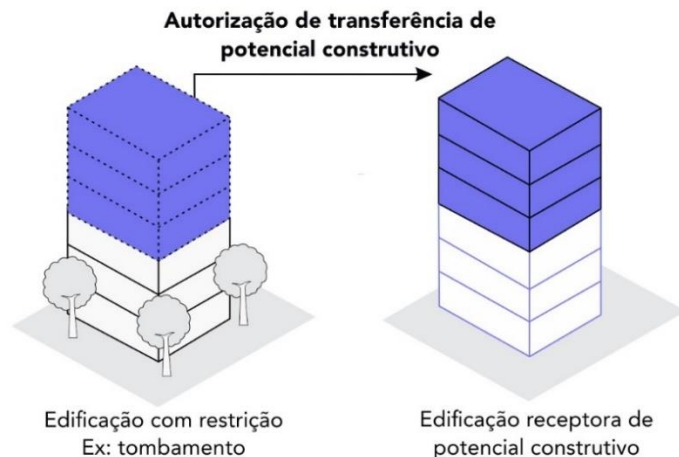 Autorização de transferência de
potencial construtivo
Edificação com restrição
Ex: tombamento
Edificação receptora de
potencial construtivo